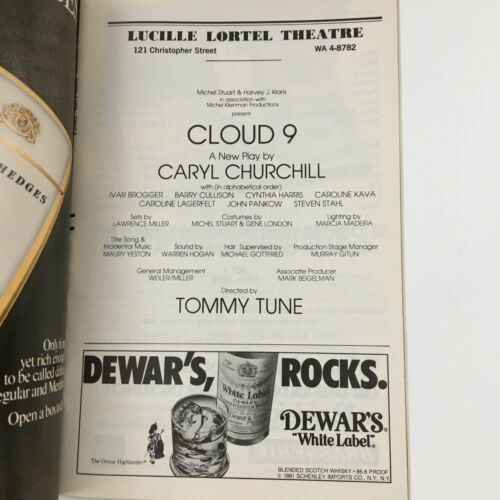 LUCILLE LORTEL THEATRE
121 Christopher Street WA 4-8782
Michel Stuart & Harvey J. Klaris
in association with
Michel Kleinman Productions
present
CLOUD 9
A New Play by
CARYL CHURCHILL
with (in alphabetical order)
IVAR BROGGER BARRY CULLISON CYNTHIA HARRIS CAROLINE KAVA
CAROLINE LAGERFELT JOHN PANKOW STEVEN STAHL
Sets by Costumes by Lighting by
LAWRENCE MILLER MICHEL STUART & GENE LONDON MARCIA MADEIRA
Title Song &
Incidental Music Sound by Hair Supervised by Production Stage Manager
MAURY YESTON WARREN HOGAN MICHAEL GOTTFRIED MURRAY GITLIN
General Management Associate Producer
WEILER/MILLER MARK BEIGELMAN
Directed by
TOMMY TUNE
DEWAR'S, ROCKS.
White Label
DEWAR'S
"White Label"
The Dewar Highlander
BLENDED SCOTCH WHISKY • 86.8 PROOF
© 1981 SCHENLEY IMPORTS CO., N.Y., N.Y.
HEDGES
Only
yet rich
to be called
egular and
Open a box